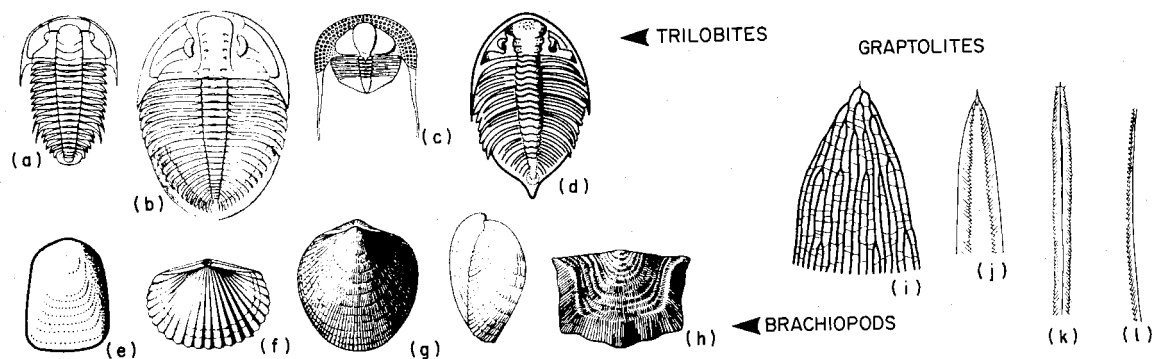 TRILOBITES
GRAPTOLITES
(a)
(b)
(c)
(d)
(e)
(f)
(g)
(h)
BRACHIOPODS
(i)
(j)
(k)
(l)